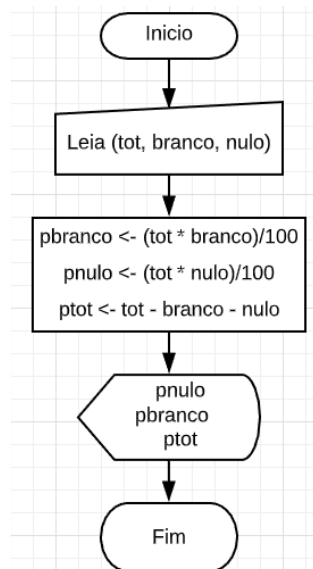 Inicio
Leia (tot, branco, nulo)
pbranco <- (tot * branco)/100
pnulo <- (tot * nulo)/100
ptot <- tot - branco - nulo
pnulo
pbranco
ptot
Fim